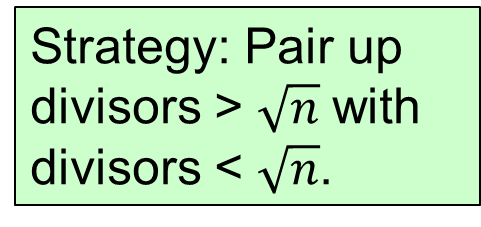 Strategy: Pair up
divisors > √n with
divisors < √n.